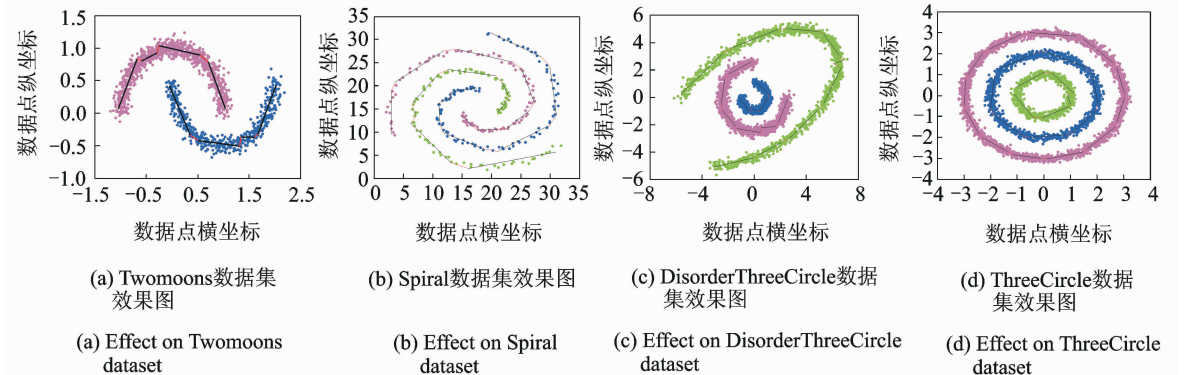 1.5
1.0
0.5
0.0
−0.5
−1.0
−1.5 −0.5 0.5 1.5 2.5
数据点纵坐标
数据点横坐标
(a) Twomoons数据集
效果图
(a) Effect on Twomoons
dataset
35
30
25
20
15
10
5
0
0 5 10 15 20 25 30 35
数据点纵坐标
数据点横坐标
(b) Spiral数据集效果图
(b) Effect on Spiral
dataset
6
4
2
0
−2
−4
−6
−8 −4 0 4 8
数据点纵坐标
数据点横坐标
(c) DisorderThreeCircle数据
集效果图
(c) Effect on DisorderThreeCircle
dataset
4
3
2
1
0
−1
−2
−3
−4
−4 −3 −2 −1 0 1 2 3 4
数据点纵坐标
数据点横坐标
(d) ThreeCircle数据
集效果图
(d) Effect on ThreeCircle
dataset